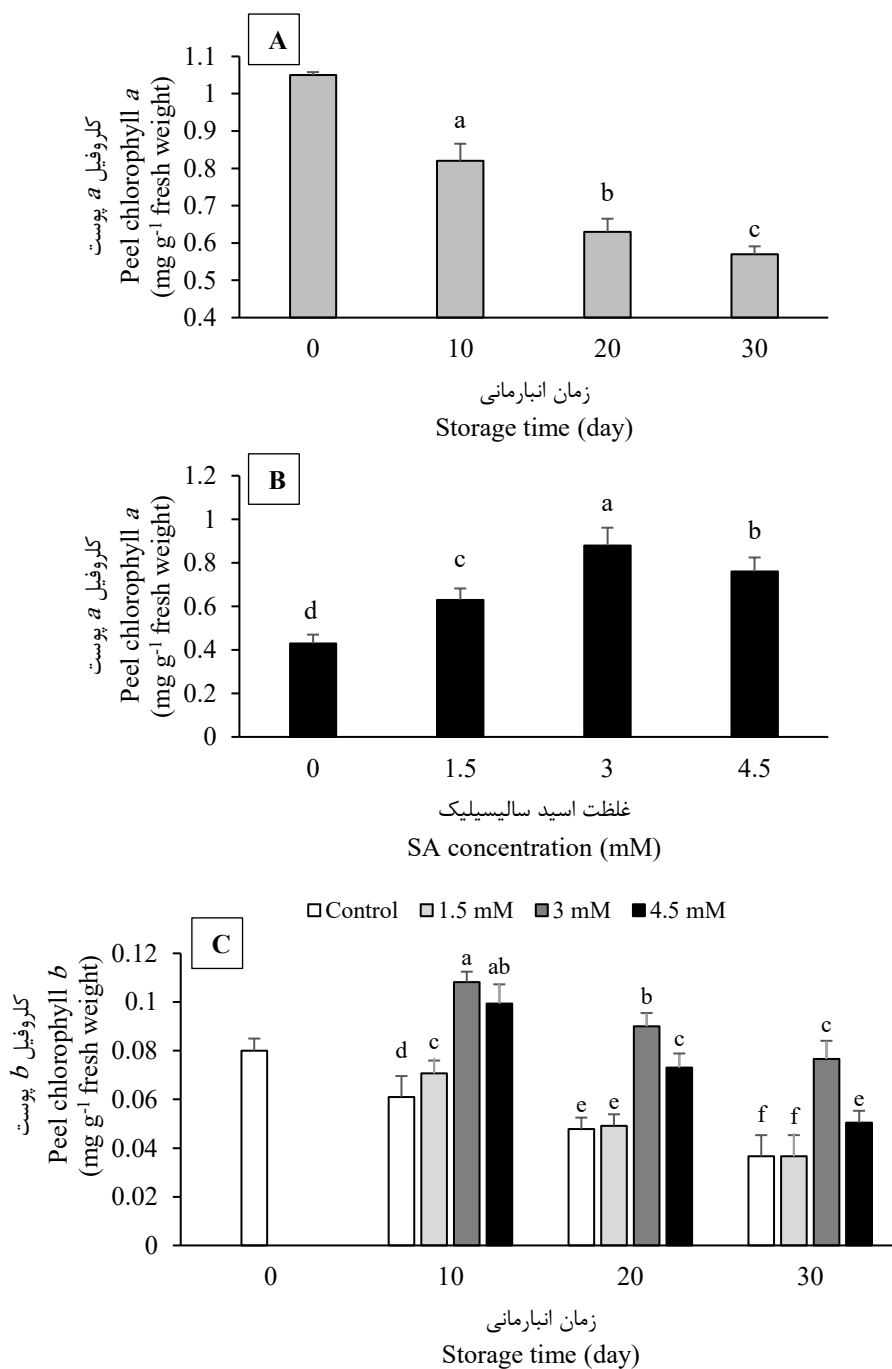 A
کلروفیل a پوست
Peel chlorophyll a
(mg g-1 fresh weight)
1.1
1
0.9
0.8
0.7
0.6
0.5
0.4
a
b
c
0 10 20 30
زمان انبارمانی
Storage time (day)
B
کلروفیل a پوست
Peel chlorophyll a
(mg g-1 fresh weight)
1.2
1
0.8
0.6
0.4
0.2
0
d
c
a
b
0 1.5 3 4.5
غلظت اسید سالیسیلیک
SA concentration (mM)
Control 1.5 mM 3 mM 4.5 mM
C
کلروفیل b پوست
Peel chlorophyll b
(mg g-1 fresh weight)
0.12
0.1
0.08
0.06
0.04
0.02
0
d c a ab
e e b c
f f c e
0 10 20 30
زمان انبارمانی
Storage time (day)